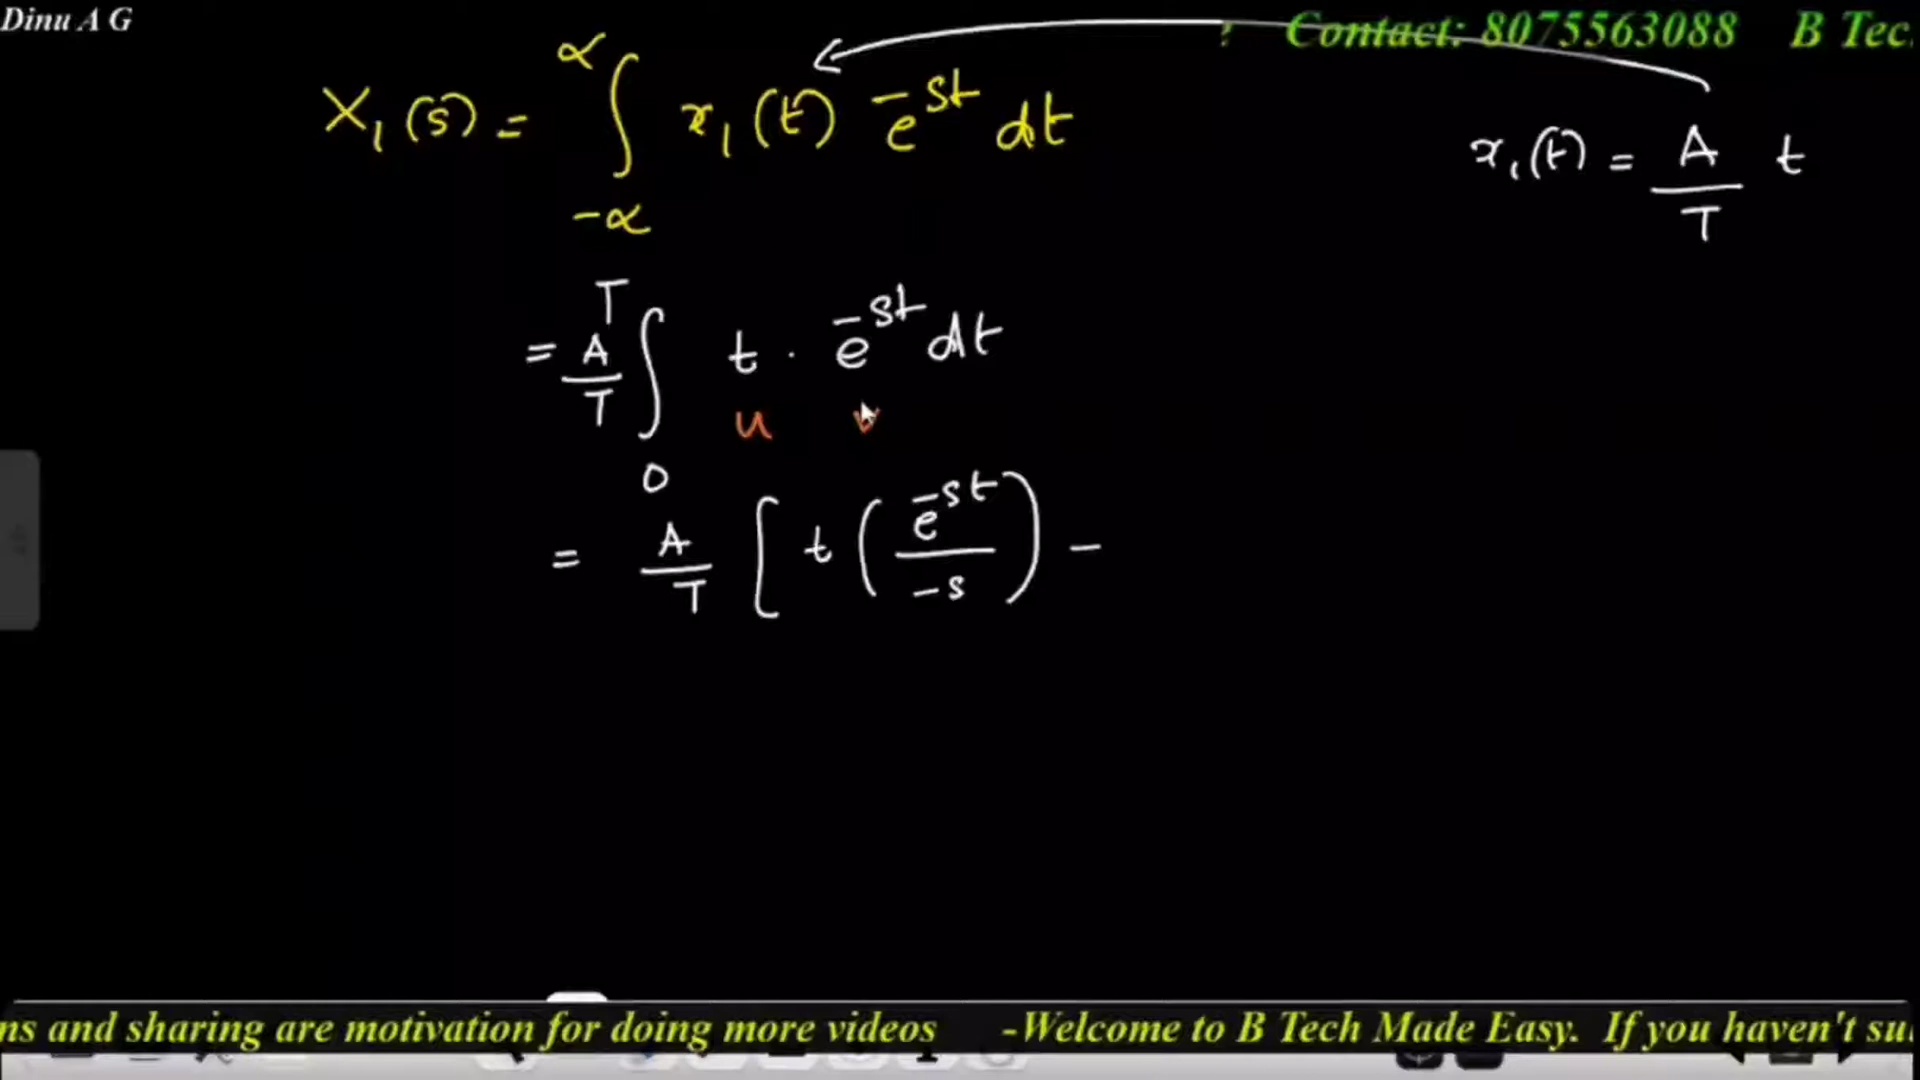 Dinu A G
? Contact: 8075563088 B Tec
X₁(s) = ∫_{-∝}^{∝} x₁(t) e^{-st} dt
x₁(t) = A/T t
= A/T ∫_{0}^{T} t · e^{-st} dt
u v
= A/T [ t ( e^{-st} / -s ) -
ns and sharing are motivation for doing more videos -Welcome to B Tech Made Easy. If you haven't su